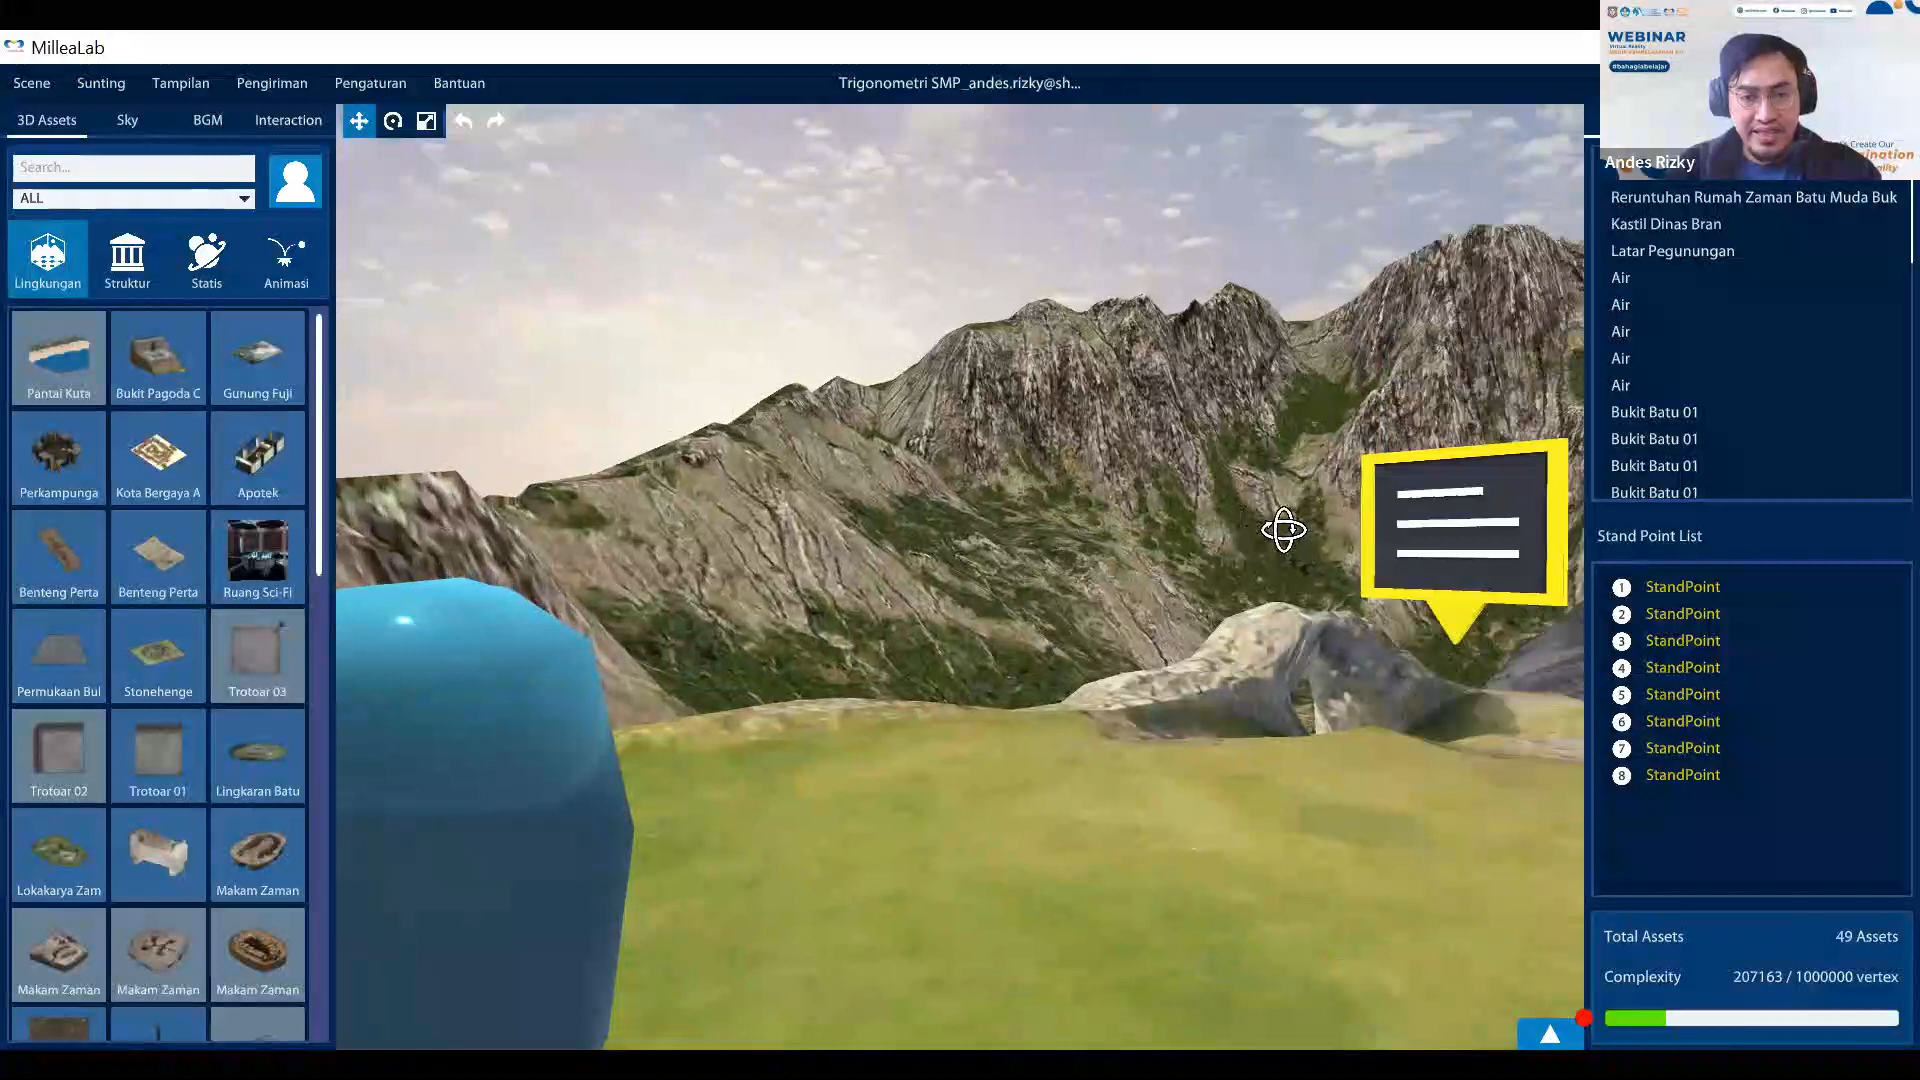 MilleaLab
Scene Sunting Tampilan Pengiriman Pengaturan Bantuan
Trigonometri SMP_andes.rizky@sh...
WEBINAR
Virtual Reality
#bahagiabelajar
Create Our
Andes Rizky
3D Assets Sky BGM Interaction
Search...
ALL
Lingkungan Struktur Statis Animasi
Pantai Kuta Bukit Pagoda C Gunung Fuji
Perkampunga Kota Bergaya A Apotek
Benteng Perta Benteng Perta Ruang Sci-Fi
Permukaan Bul Stonehenge Trotoar 03
Trotoar 02 Trotoar 01 Lingkaran Batu
Lokakarya Zam Makam Zaman
Makam Zaman Makam Zaman Makam Zaman
Reruntuhan Rumah Zaman Batu Muda Buk
Kastil Dinas Bran
Latar Pegunungan
Air
Air
Air
Air
Air
Bukit Batu 01
Bukit Batu 01
Bukit Batu 01
Bukit Batu 01
Stand Point List
1 StandPoint
2 StandPoint
3 StandPoint
4 StandPoint
5 StandPoint
6 StandPoint
7 StandPoint
8 StandPoint
Total Assets 49 Assets
Complexity 207163 / 1000000 vertex